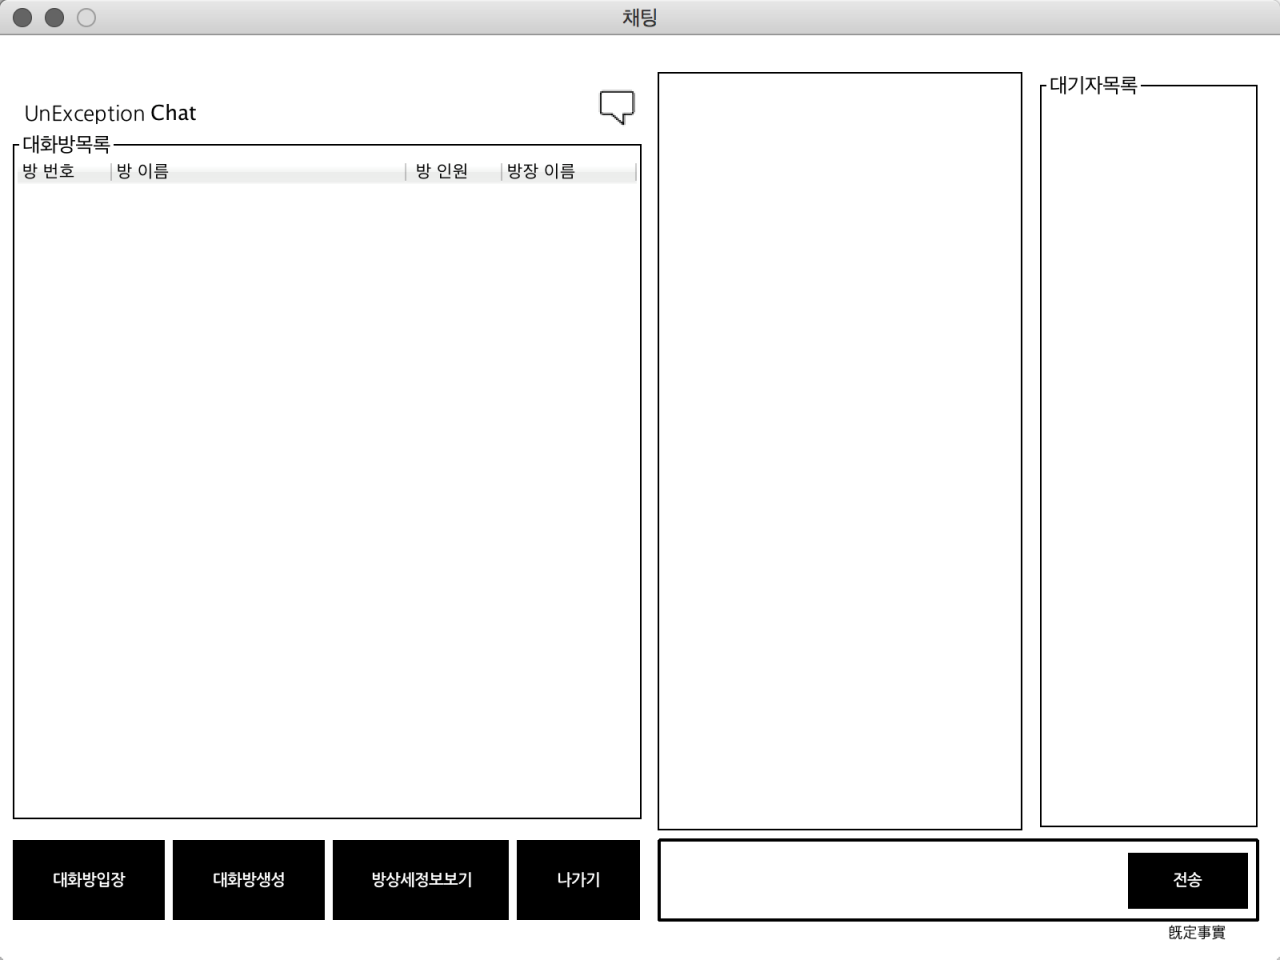 채팅
UnException Chat
대화방목록
방 번호 방 이름 방 인원 방장 이름
대기자목록
대화방입장 대화방생성 방상세정보보기 나가기
전송
旣定事實